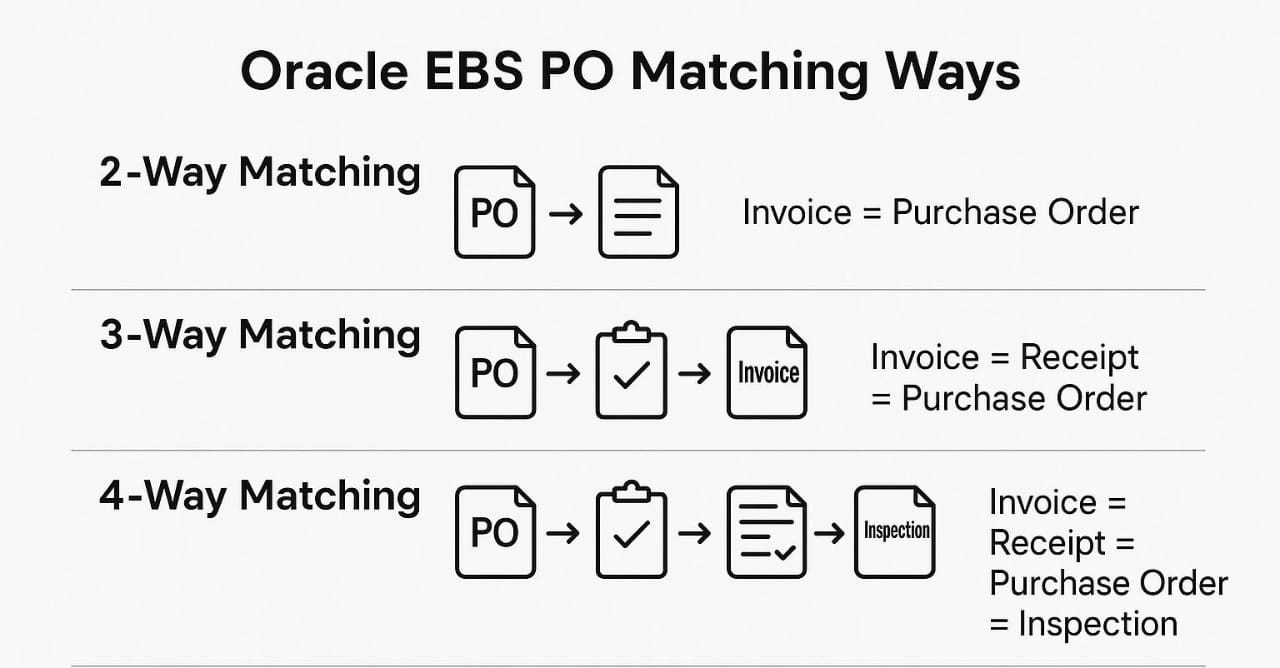 Oracle EBS PO Matching Ways
2-Way Matching
PO
Invoice = Purchase Order
3-Way Matching
PO
Invoice
Invoice = Receipt
= Purchase Order
4-Way Matching
PO
Inspection
Invoice =
Receipt =
Purchase Order
= Inspection